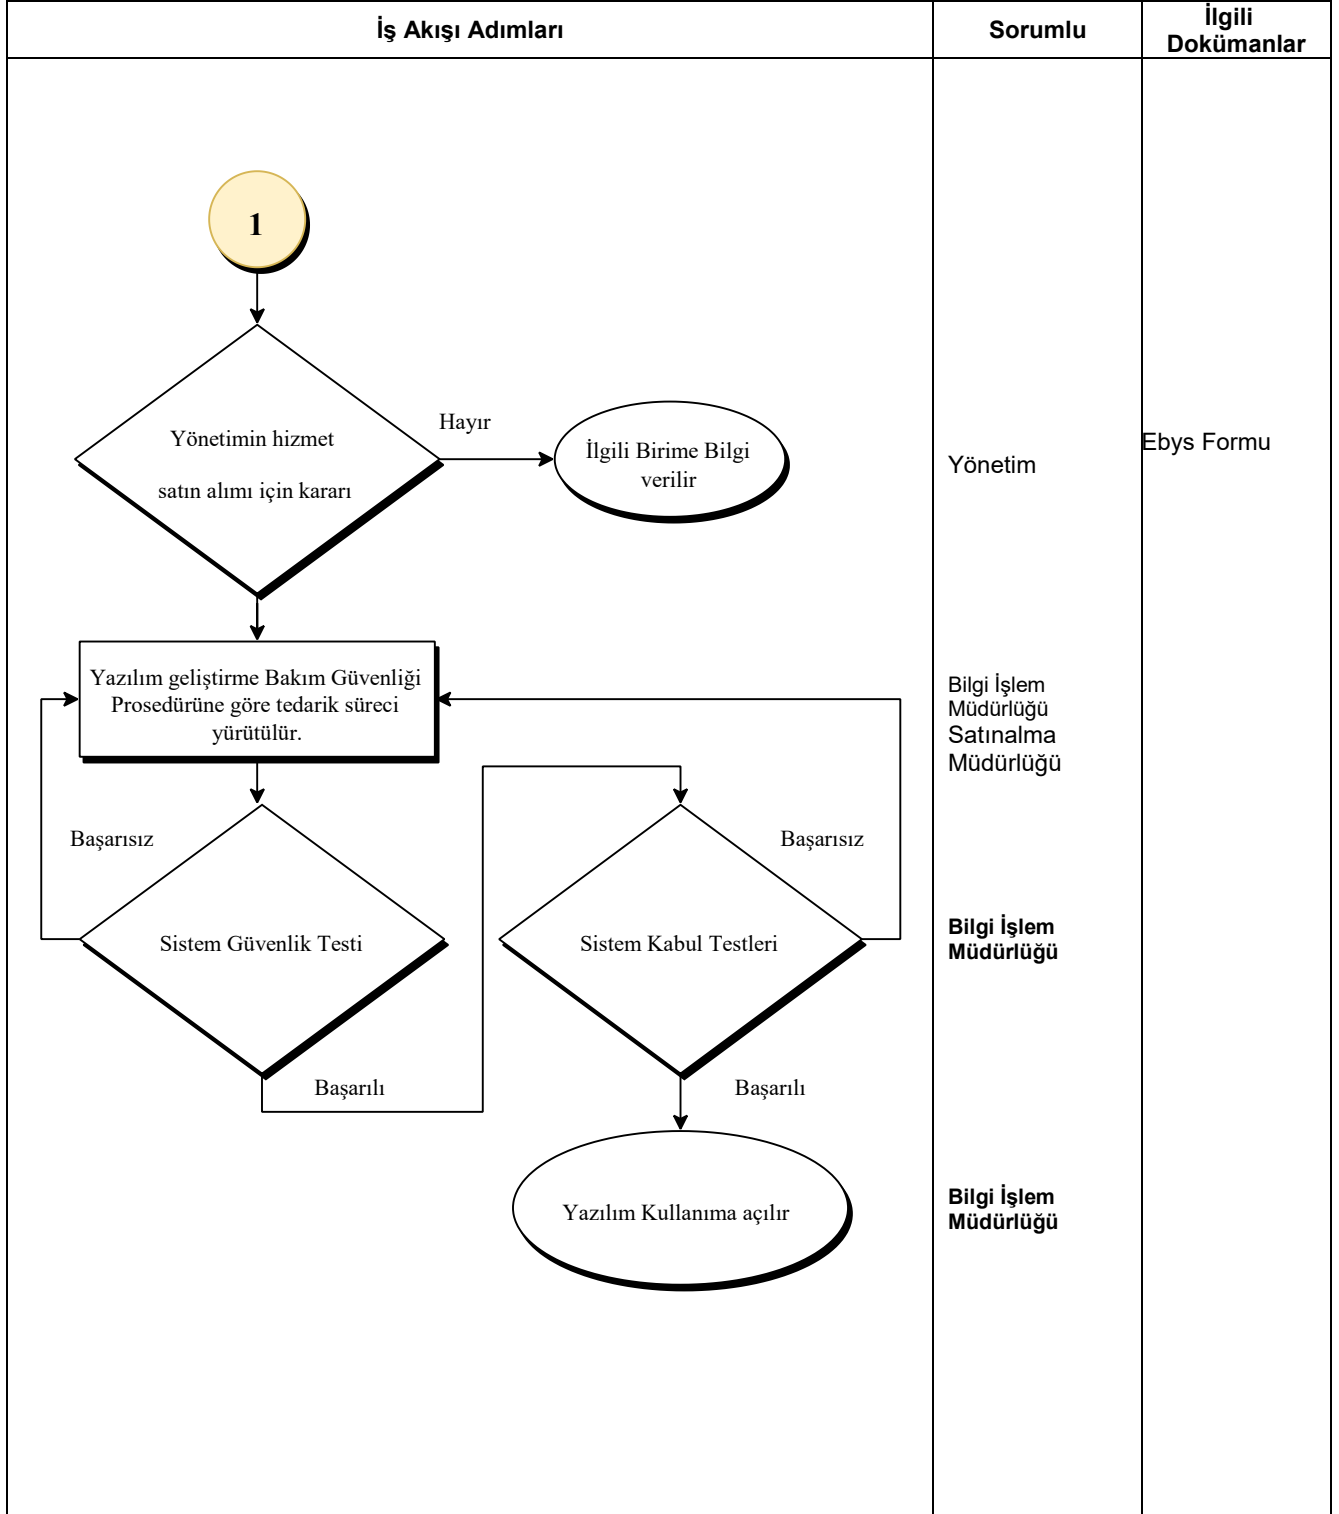 İş Akışı Adımları
Sorumlu
İlgili
Dokümanlar
1
Yönetimin hizmet
satın alımı için kararı
Hayır
İlgili Birime Bilgi
verilir
Yönetim
Ebys Formu
Yazılım geliştirme Bakım Güvenliği
Prosedürüne göre tedarik süreci
yürütülür.
Bilgi İşlem
Müdürlüğü
Satınalma
Müdürlüğü
Başarısız
Başarısız
Sistem Güvenlik Testi
Sistem Kabul Testleri
Bilgi İşlem
Müdürlüğü
Başarılı
Başarılı
Yazılım Kullanıma açılır
Bilgi İşlem
Müdürlüğü